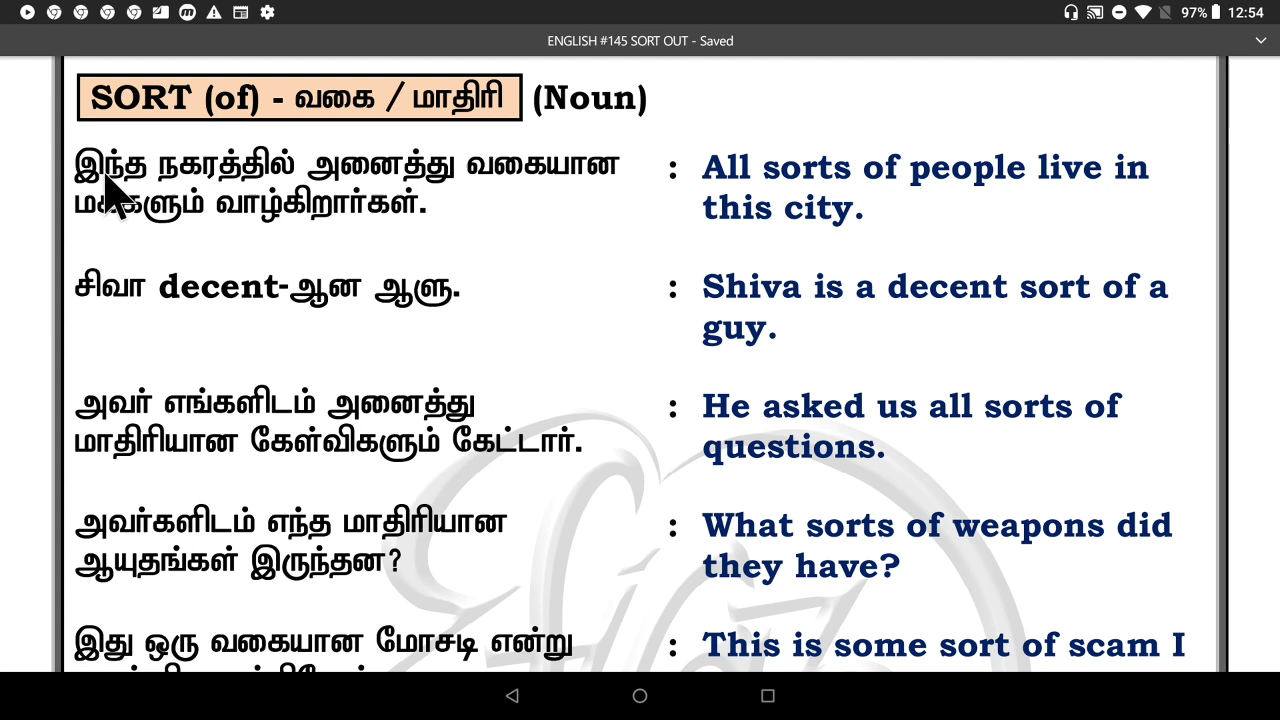 97% 12:54
ENGLISH #145 SORT OUT - Saved
SORT (of) - வகை / மாதிரி (Noun)
இந்த நகரத்தில் அனைத்து வகையான : All sorts of people live in
மக்களும் வாழ்கிறார்கள். this city.
சிவா decent-ஆன ஆளு. : Shiva is a decent sort of a
guy.
அவர் எங்களிடம் அனைத்து : He asked us all sorts of
மாதிரியான கேள்விகளும் கேட்டார். questions.
அவர்களிடம் எந்த மாதிரியான : What sorts of weapons did
ஆயுதங்கள் இருந்தன? they have?
இது ஒரு வகையான மோசடி என்று : This is some sort of scam I